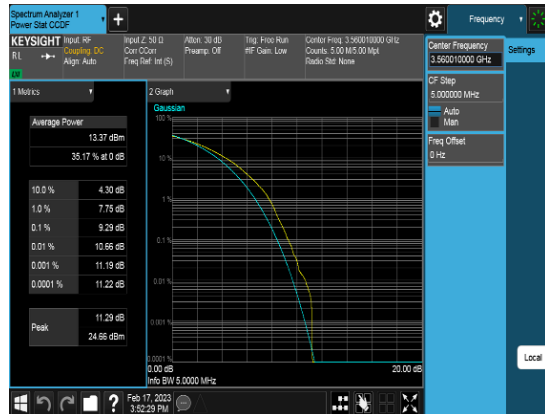 Spectrum Analyzer 1
Power Stat CCDF
+
Frequency
KEYSIGHT
RL
Input: RF
Coupling: DC
Align: Auto
Input Z: 50 Ω
Corr CCorr
Freq Ref: Int (S)
Atten: 30 dB
Preamp: Off
Trig: Free Run
#IF Gain: Low
Center Freq: 3.560010000 GHz
Counts: 5.00 M/5.00 Mpt
Radio Std: None
1 Metrics
Average Power
13.37 dBm
35.17 % at 0 dB
10.0 % 4.30 dB
1.0 % 7.75 dB
0.1 % 9.29 dB
0.01 % 10.66 dB
0.001 % 11.19 dB
0.0001 % 11.22 dB
Peak
11.29 dB
24.66 dBm
2 Graph
Gaussian
100 %
10 %
1 %
0.1 %
0.01 %
0.001 %
0.0001 %
0.00 dB 20.00 dB
Info BW 5.0000 MHz
Center Frequency
3.560010000 GHz
CF Step
5.000000 MHz
Auto
Man
Freq Offset
0 Hz
Settings
Local
?
Feb 17, 2023
3:52:29 PM